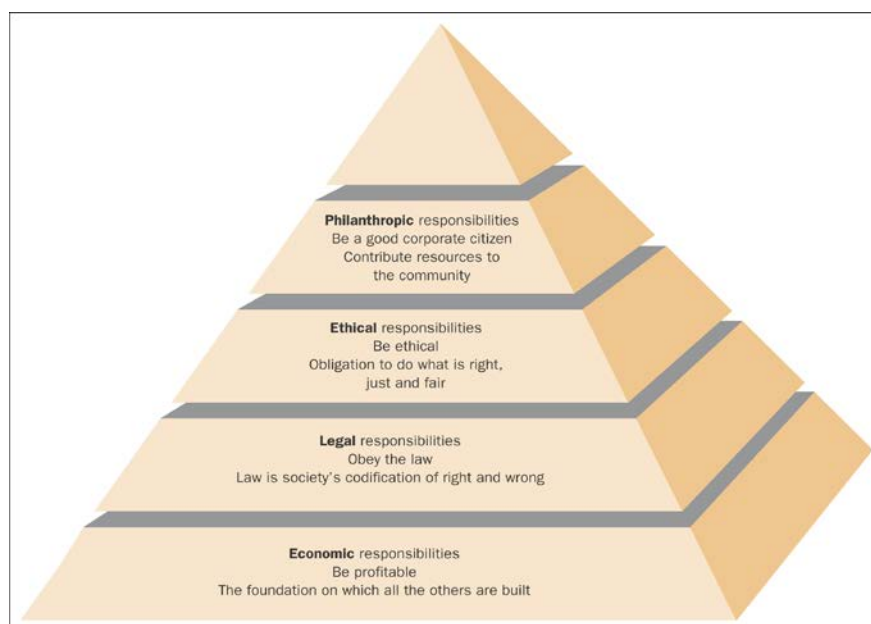 Philanthropic responsibilities
Be a good corporate citizen
Contribute resources to
the community
Ethical responsibilities
Be ethical
Obligation to do what is right,
just and fair
Legal responsibilities
Obey the law
Law is society's codification of right and wrong
Economic responsibilities
Be profitable
The foundation on which all the others are built